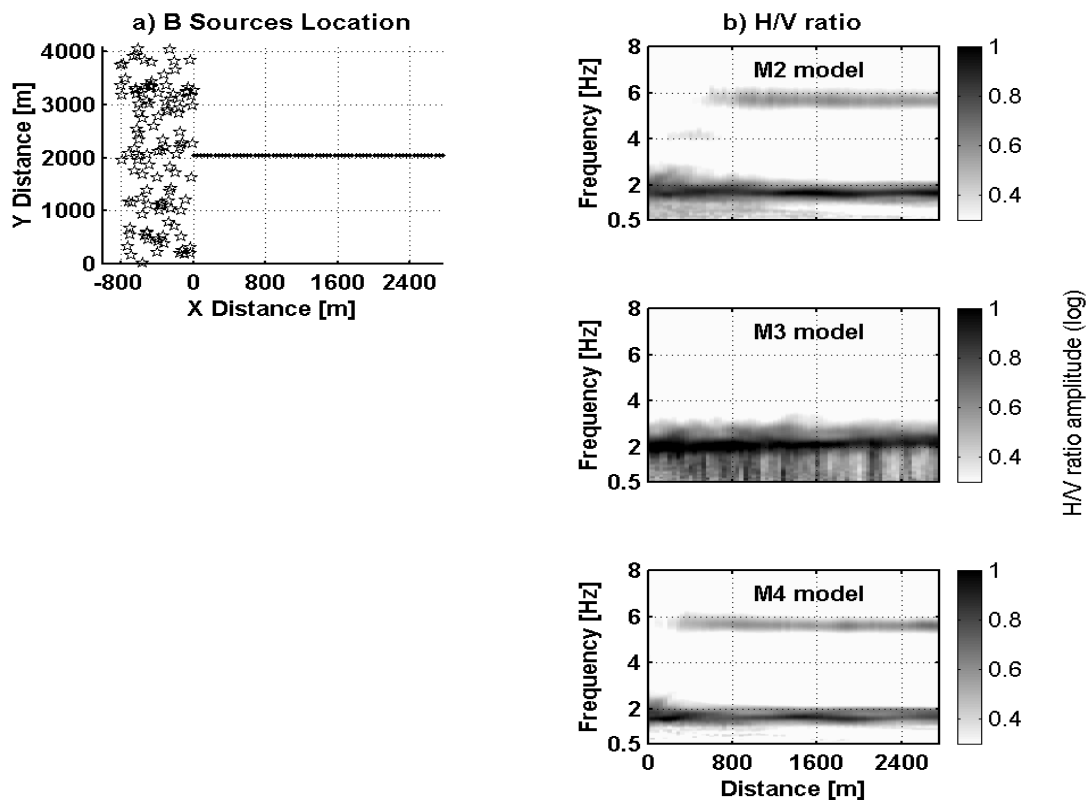 a) B Sources Location
4000
3000
2000
1000
0
Y Distance [m]
-800 0 800 1600 2400
X Distance [m]
b) H/V ratio
M2 model
8
6
4
2
0.5
Frequency [Hz]
1
0.8
0.6
0.4
M3 model
8
6
4
2
0.5
Frequency [Hz]
1
0.8
0.6
0.4
H/V ratio amplitude (log)
M4 model
8
6
4
2
0.5
Frequency [Hz]
1
0.8
0.6
0.4
0 800 1600 2400
Distance [m]